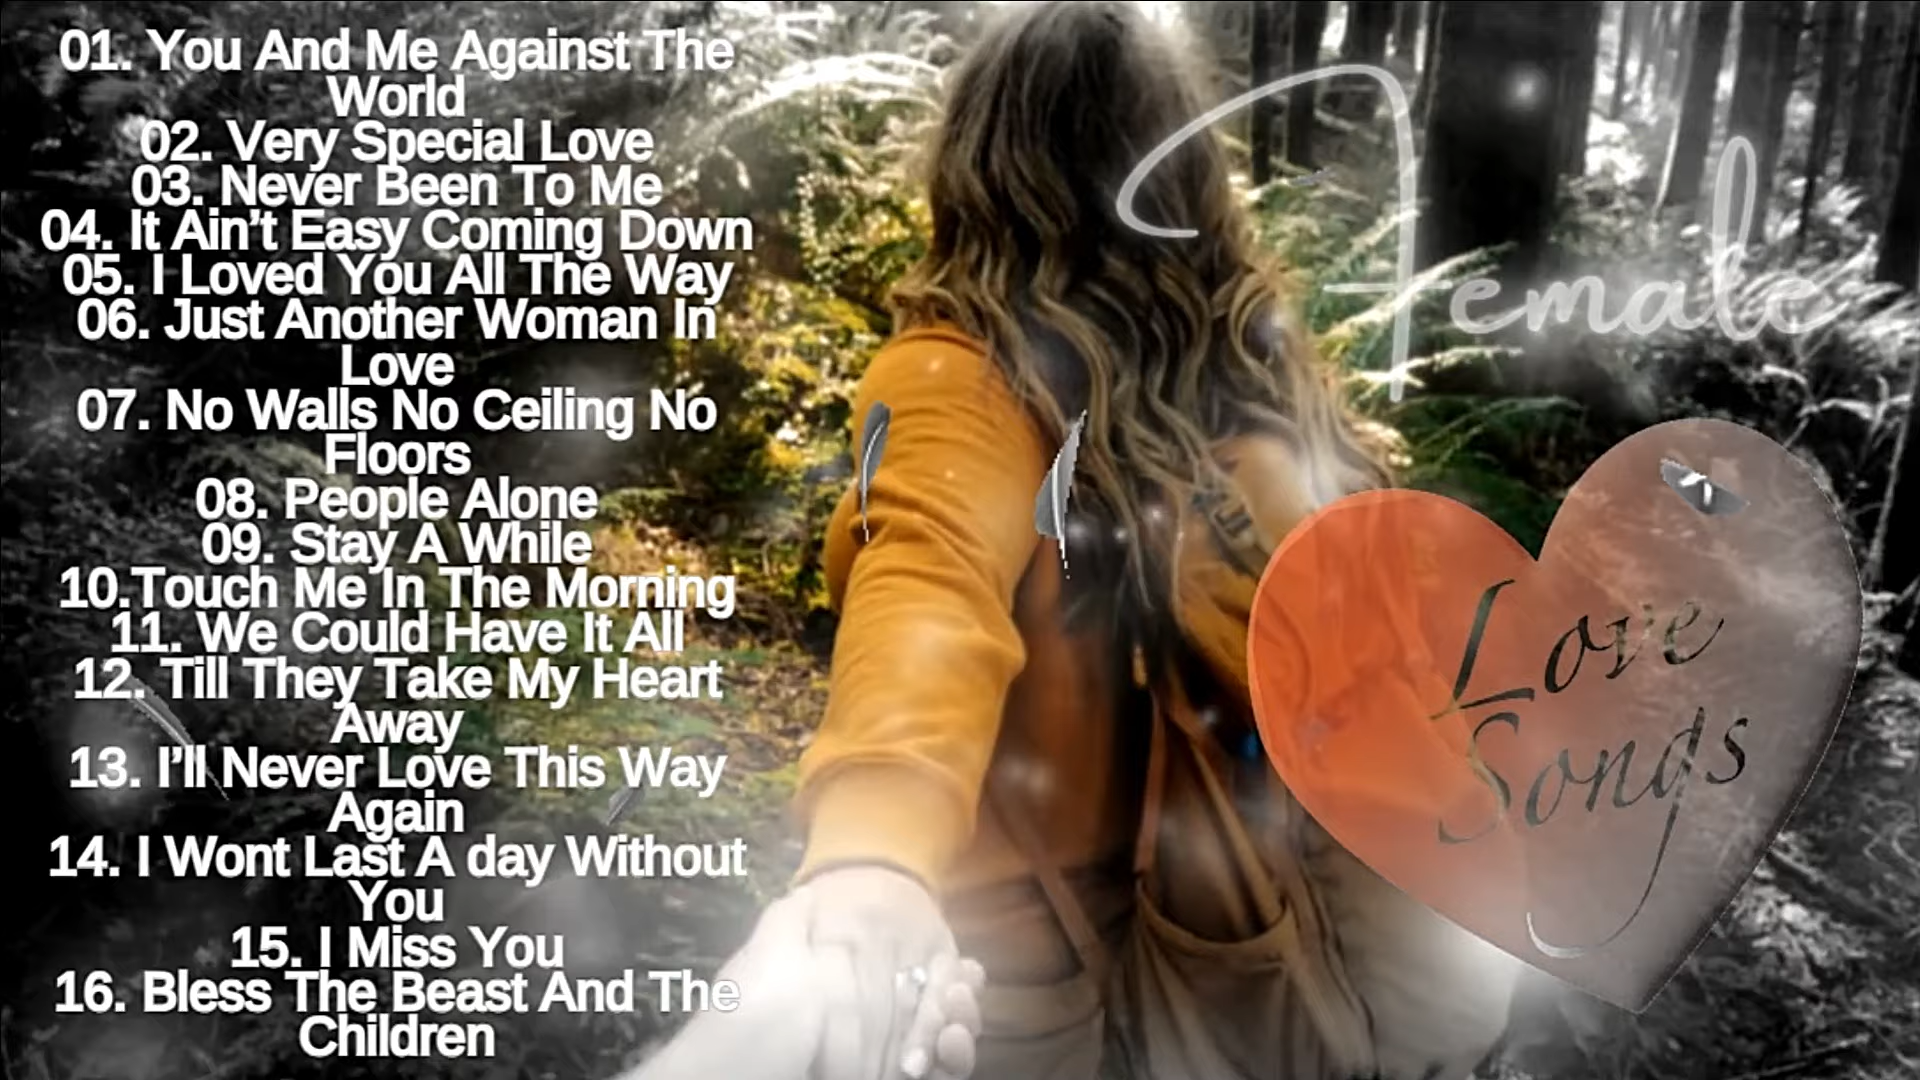 01. You And Me Against The
World
02. Very Special Love
03. Never Been To Me
04. It Ain’t Easy Coming Down
05. I Loved You All The Way
06. Just Another Woman In
Love
07. No Walls No Ceiling No
Floors
08. People Alone
09. Stay A While
10.Touch Me In The Morning
11. We Could Have It All
12. Till They Take My Heart
Away
13. I’ll Never Love This Way
Again
14. I Wont Last A day Without
You
15. I Miss You
16. Bless The Beast And The
Children
Female
Love
Songs